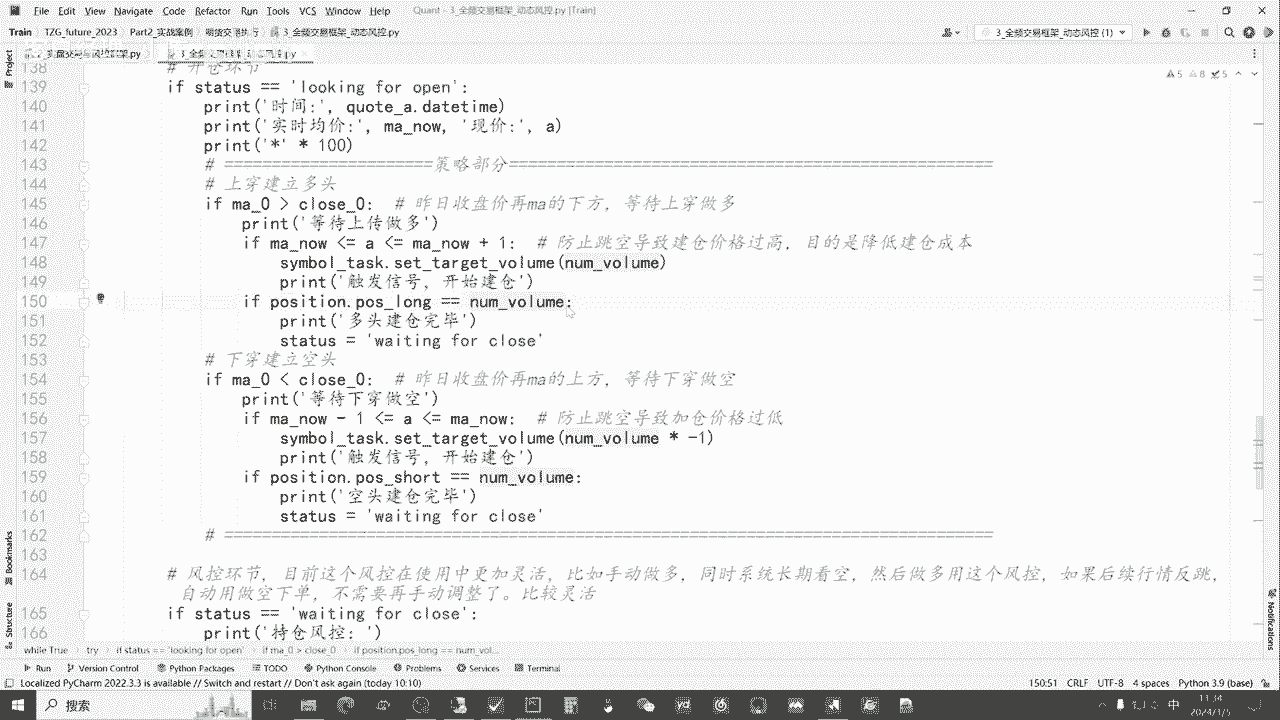 File Edit View Navigate Code Refactor Run Tools VCS Window Help Quant - 3_全频交易框架_动态风控.py [Train]
Train TZG_future_2023 Part2_实战案例 期货交易执行 3_全频交易框架_动态风控.py 3_全频交易框架_动态风控 (1)
Project
5 8 5
138 # 开仓环节
139 if status == 'looking for open':
140 print('时间:', quote_a.datetime)
141 print('实时均价:', ma_now, '现价:', a)
142 print('*' * 100)
143 # ======================策略部分======================
144 # 上穿建立多头
145 if ma_0 > close_0: # 昨日收盘价再ma的下方，等待上穿做多
146 print('等待上传做多')
147 if ma_now <= a <= ma_now + 1: # 防止跳空导致建仓价格过高，目的是降低建仓成本
148 symbol_task.set_target_volume(num_volume)
149 print('触发信号，开始建仓')
150 if position.pos_long == num_volume:
151 print('多头建仓完毕')
152 status = 'waiting for close'
153 # 下穿建立空头
154 if ma_0 < close_0: # 昨日收盘价再ma的上方，等待下穿做空
155 print('等待下穿做空')
156 if ma_now - 1 <= a <= ma_now: # 防止跳空导致加仓价格过低
157 symbol_task.set_target_volume(num_volume * -1)
158 print('触发信号，开始建仓')
159 if position.pos_short == num_volume:
160 print('空头建仓完毕')
161 status = 'waiting for close'
162 # ======================================================
163
164 # 风控环节，目前这个风控在使用中更加灵活，比如手动做多，同时系统长期看空，然后做多用这个风控，如果后续行情反跳，
自动用做空下单，不需要再手动调整了。比较灵活
165 if status == 'waiting for close':
166 print('持仓风控：')
Bookmarks
Structure
Notifications
while True › try › if status == 'looking for open' › if ma_0 > close_0 › if position.pos_long == num_vol...
Run Version Control Python Packages TODO Python Console Problems Services Terminal
Localized PyCharm 2022.3.3 is available // Switch and restart // Don't ask again (today 10:10) 150:51 CRLF UTF-8 4 spaces Python 3.9 (base)
搜索 中
2024/1/5